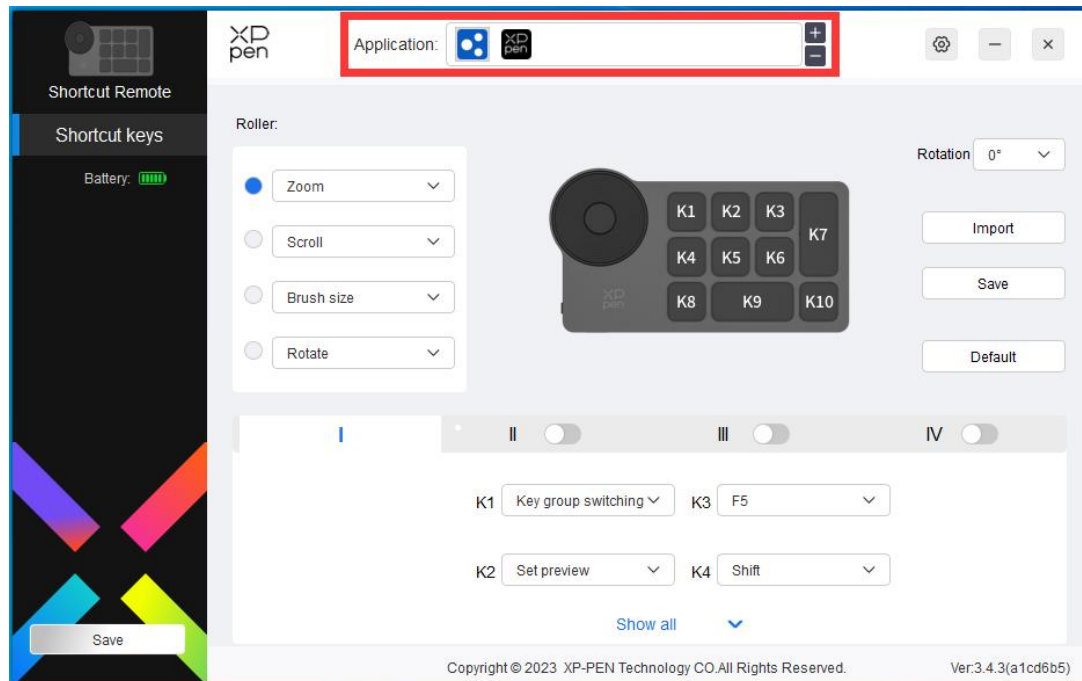 XP
pen
Application:
XP
pen
+
−
Shortcut Remote
Shortcut keys
Battery:
Roller:
Zoom
Scroll
Brush size
Rotate
K1 K2 K3
K7
K4 K5 K6
K8 K9 K10
XP
pen
Rotation 0°
Import
Save
Default
I II III IV
K1 Key group switching K3 F5
K2 Set preview K4 Shift
Show all
Save
Copyright © 2023 XP-PEN Technology CO.All Rights Reserved. Ver:3.4.3(a1cd6b5)